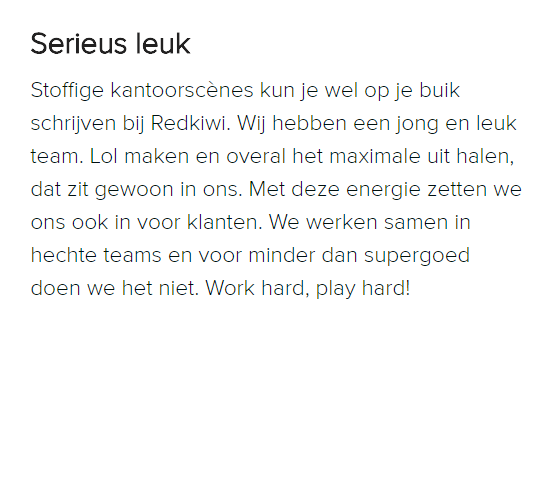 Serieus leuk
Stoffige kantoorscènes kun je wel op je buik
schrijven bij Redkiwi. Wij hebben een jong en leuk
team. Lol maken en overal het maximale uit halen,
dat zit gewoon in ons. Met deze energie zetten we
ons ook in voor klanten. We werken samen in
hechte teams en voor minder dan supergoed
doen we het niet. Work hard, play hard!